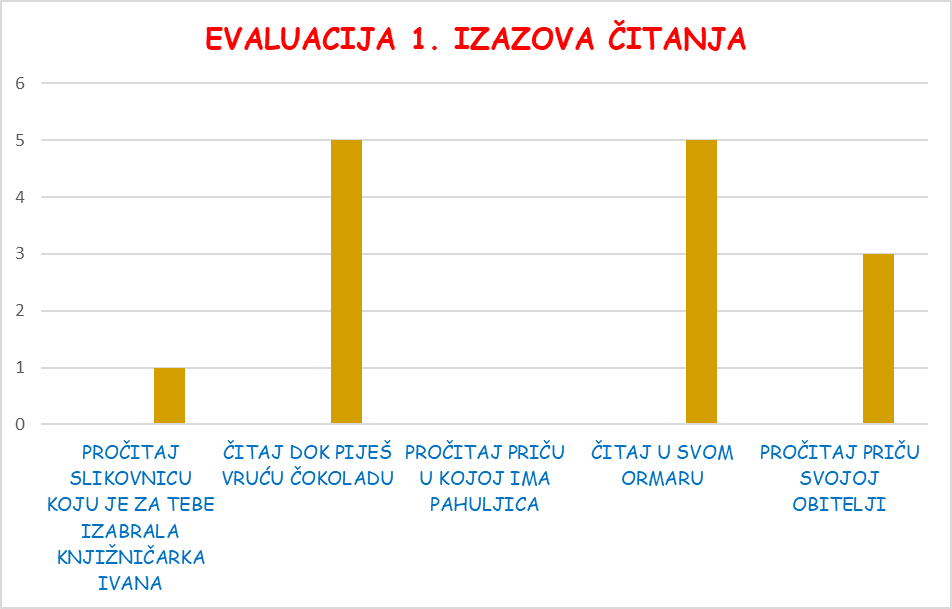 EVALUACIJA 1. IZAZOVA ČITANJA
6
5
4
3
2
1
0
PROČITAJ
SLIKOVNICU
KOJU JE ZA TEBE
IZABRALA
KNJIŽNIČARKA
IVANA
ČITAJ DOK PIJEŠ
VRUĆU ČOKOLADU
PROČITAJ PRIČU
U KOJOJ IMA
PAHULJICA
ČITAJ U SVOM
ORMARU
PROČITAJ PRIČU
SVOJOJ
OBITELJI